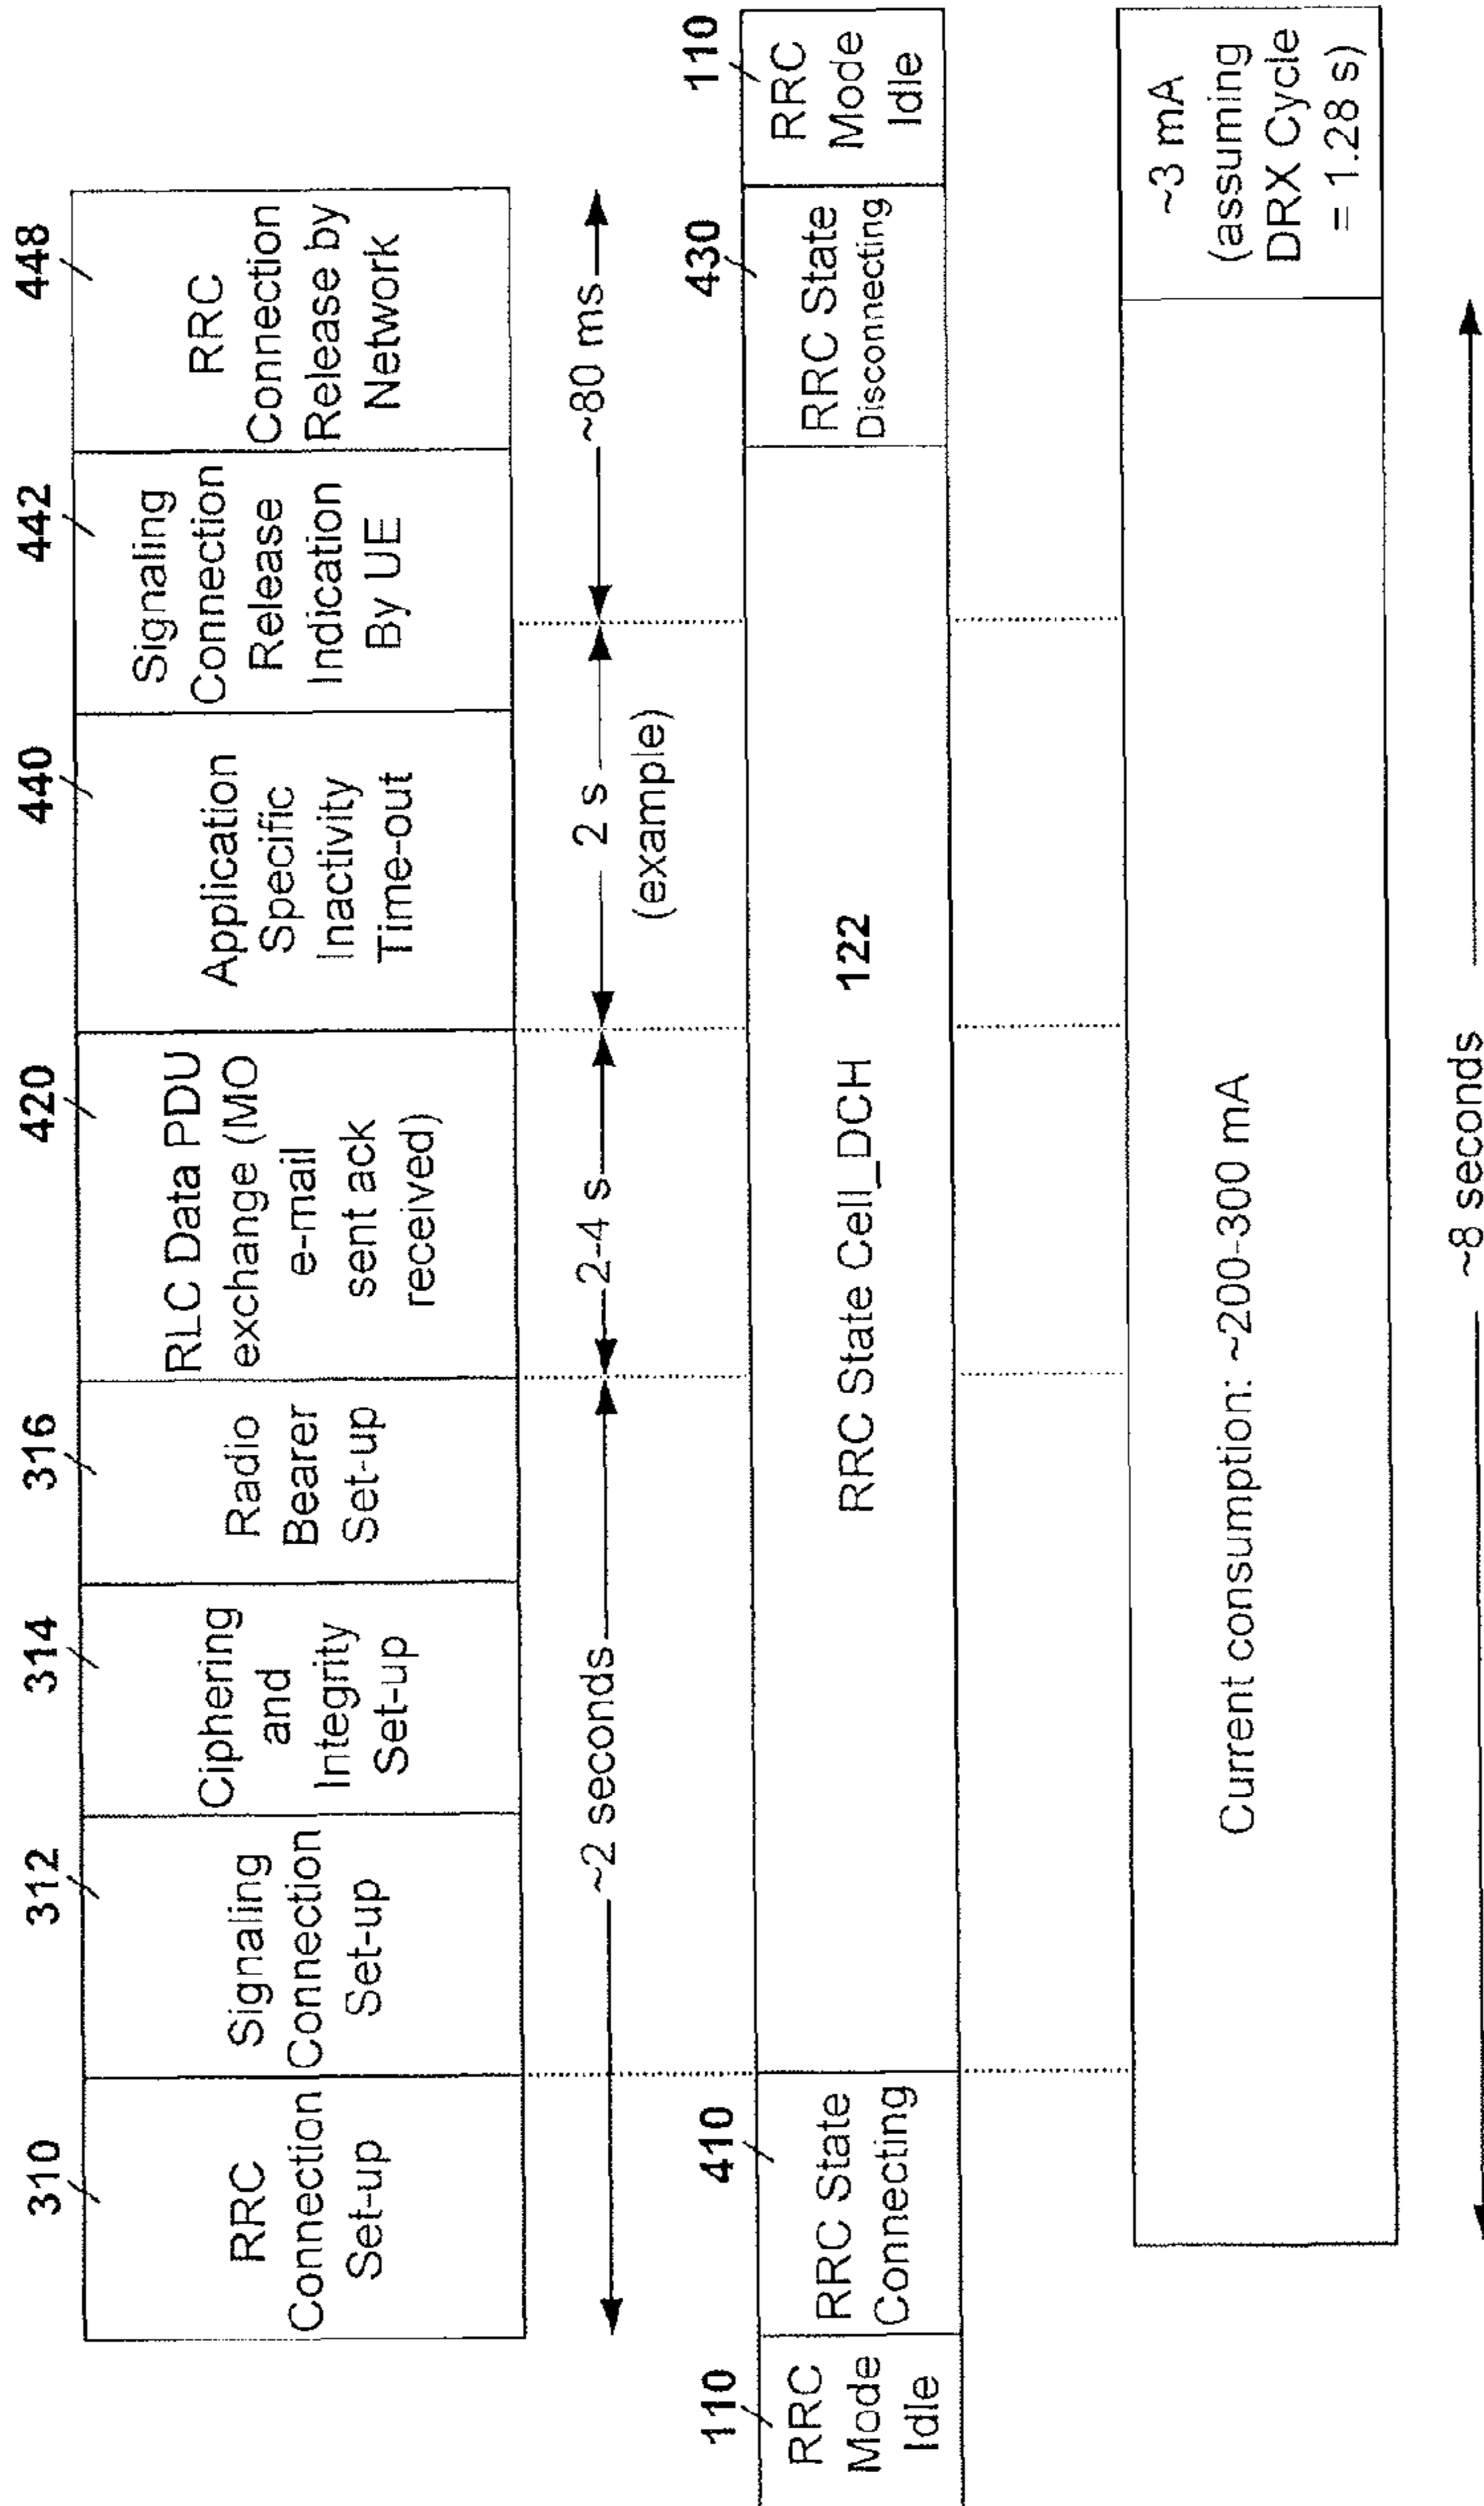 310
RRC
Connection
Set-up
312
Signaling
Connection
Set-up
314
Ciphering
and
Integrity
Set-up
316
Radio
Bearer
Set-up
420
RLC Data PDU
exchange (MO
e-mail
sent ack
received)
440
Application
Specific
Inactivity
Time-out
442
Signaling
Connection
Release
Indication
By UE
448
RRC
Connection
Release by
Network
~2 seconds
2-4 s
2 s
(example)
~80 ms
110
RRC
Mode
Idle
410
RRC State
Connecting
RRC State Cell_DCH 122
430
RRC State
Disconnecting
110
RRC
Mode
Idle
Current consumption: ~200-300 mA
~3 mA
(assuming
DRX Cycle
= 1.28 s)
~8 seconds